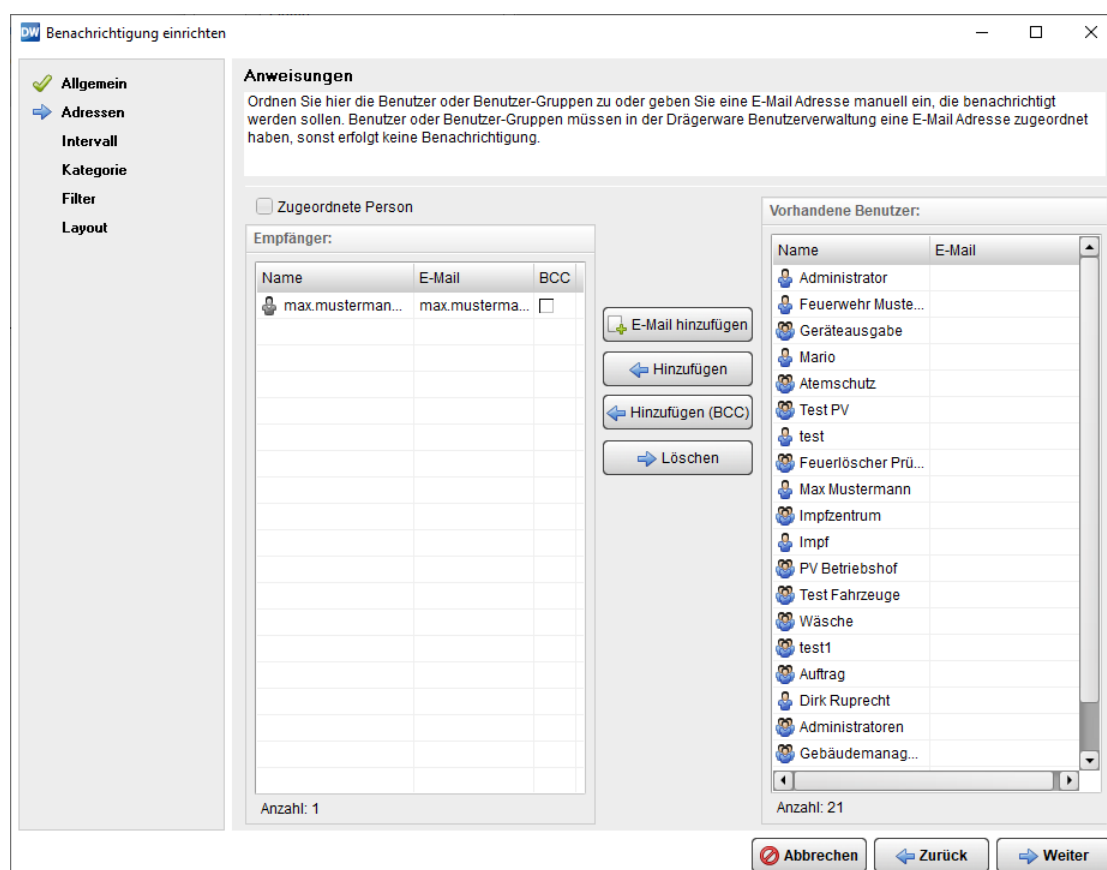 DW Benachrichtigung einrichten
Allgemein
Adressen
Intervall
Kategorie
Filter
Layout
Anweisungen
Ordnen Sie hier die Benutzer oder Benutzer-Gruppen zu oder geben Sie eine E-Mail Adresse manuell ein, die benachrichtigt
werden sollen. Benutzer oder Benutzer-Gruppen müssen in der Drägerware Benutzerverwaltung eine E-Mail Adresse zugeordnet
haben, sonst erfolgt keine Benachrichtigung.
Zugeordnete Person
Empfänger:
Name E-Mail BCC
max.musterman... max.musterma...
Anzahl: 1
E-Mail hinzufügen
Hinzufügen
Hinzufügen (BCC)
Löschen
Vorhandene Benutzer:
Name E-Mail
Administrator
Feuerwehr Muste...
Geräteausgabe
Mario
Atemschutz
Test PV
test
Feuerlöscher Prü...
Max Mustermann
Impfzentrum
Impf
PV Betriebshof
Test Fahrzeuge
Wäsche
test1
Auftrag
Dirk Ruprecht
Administratoren
Gebäudemanag...
Anzahl: 21
Abbrechen Zurück Weiter